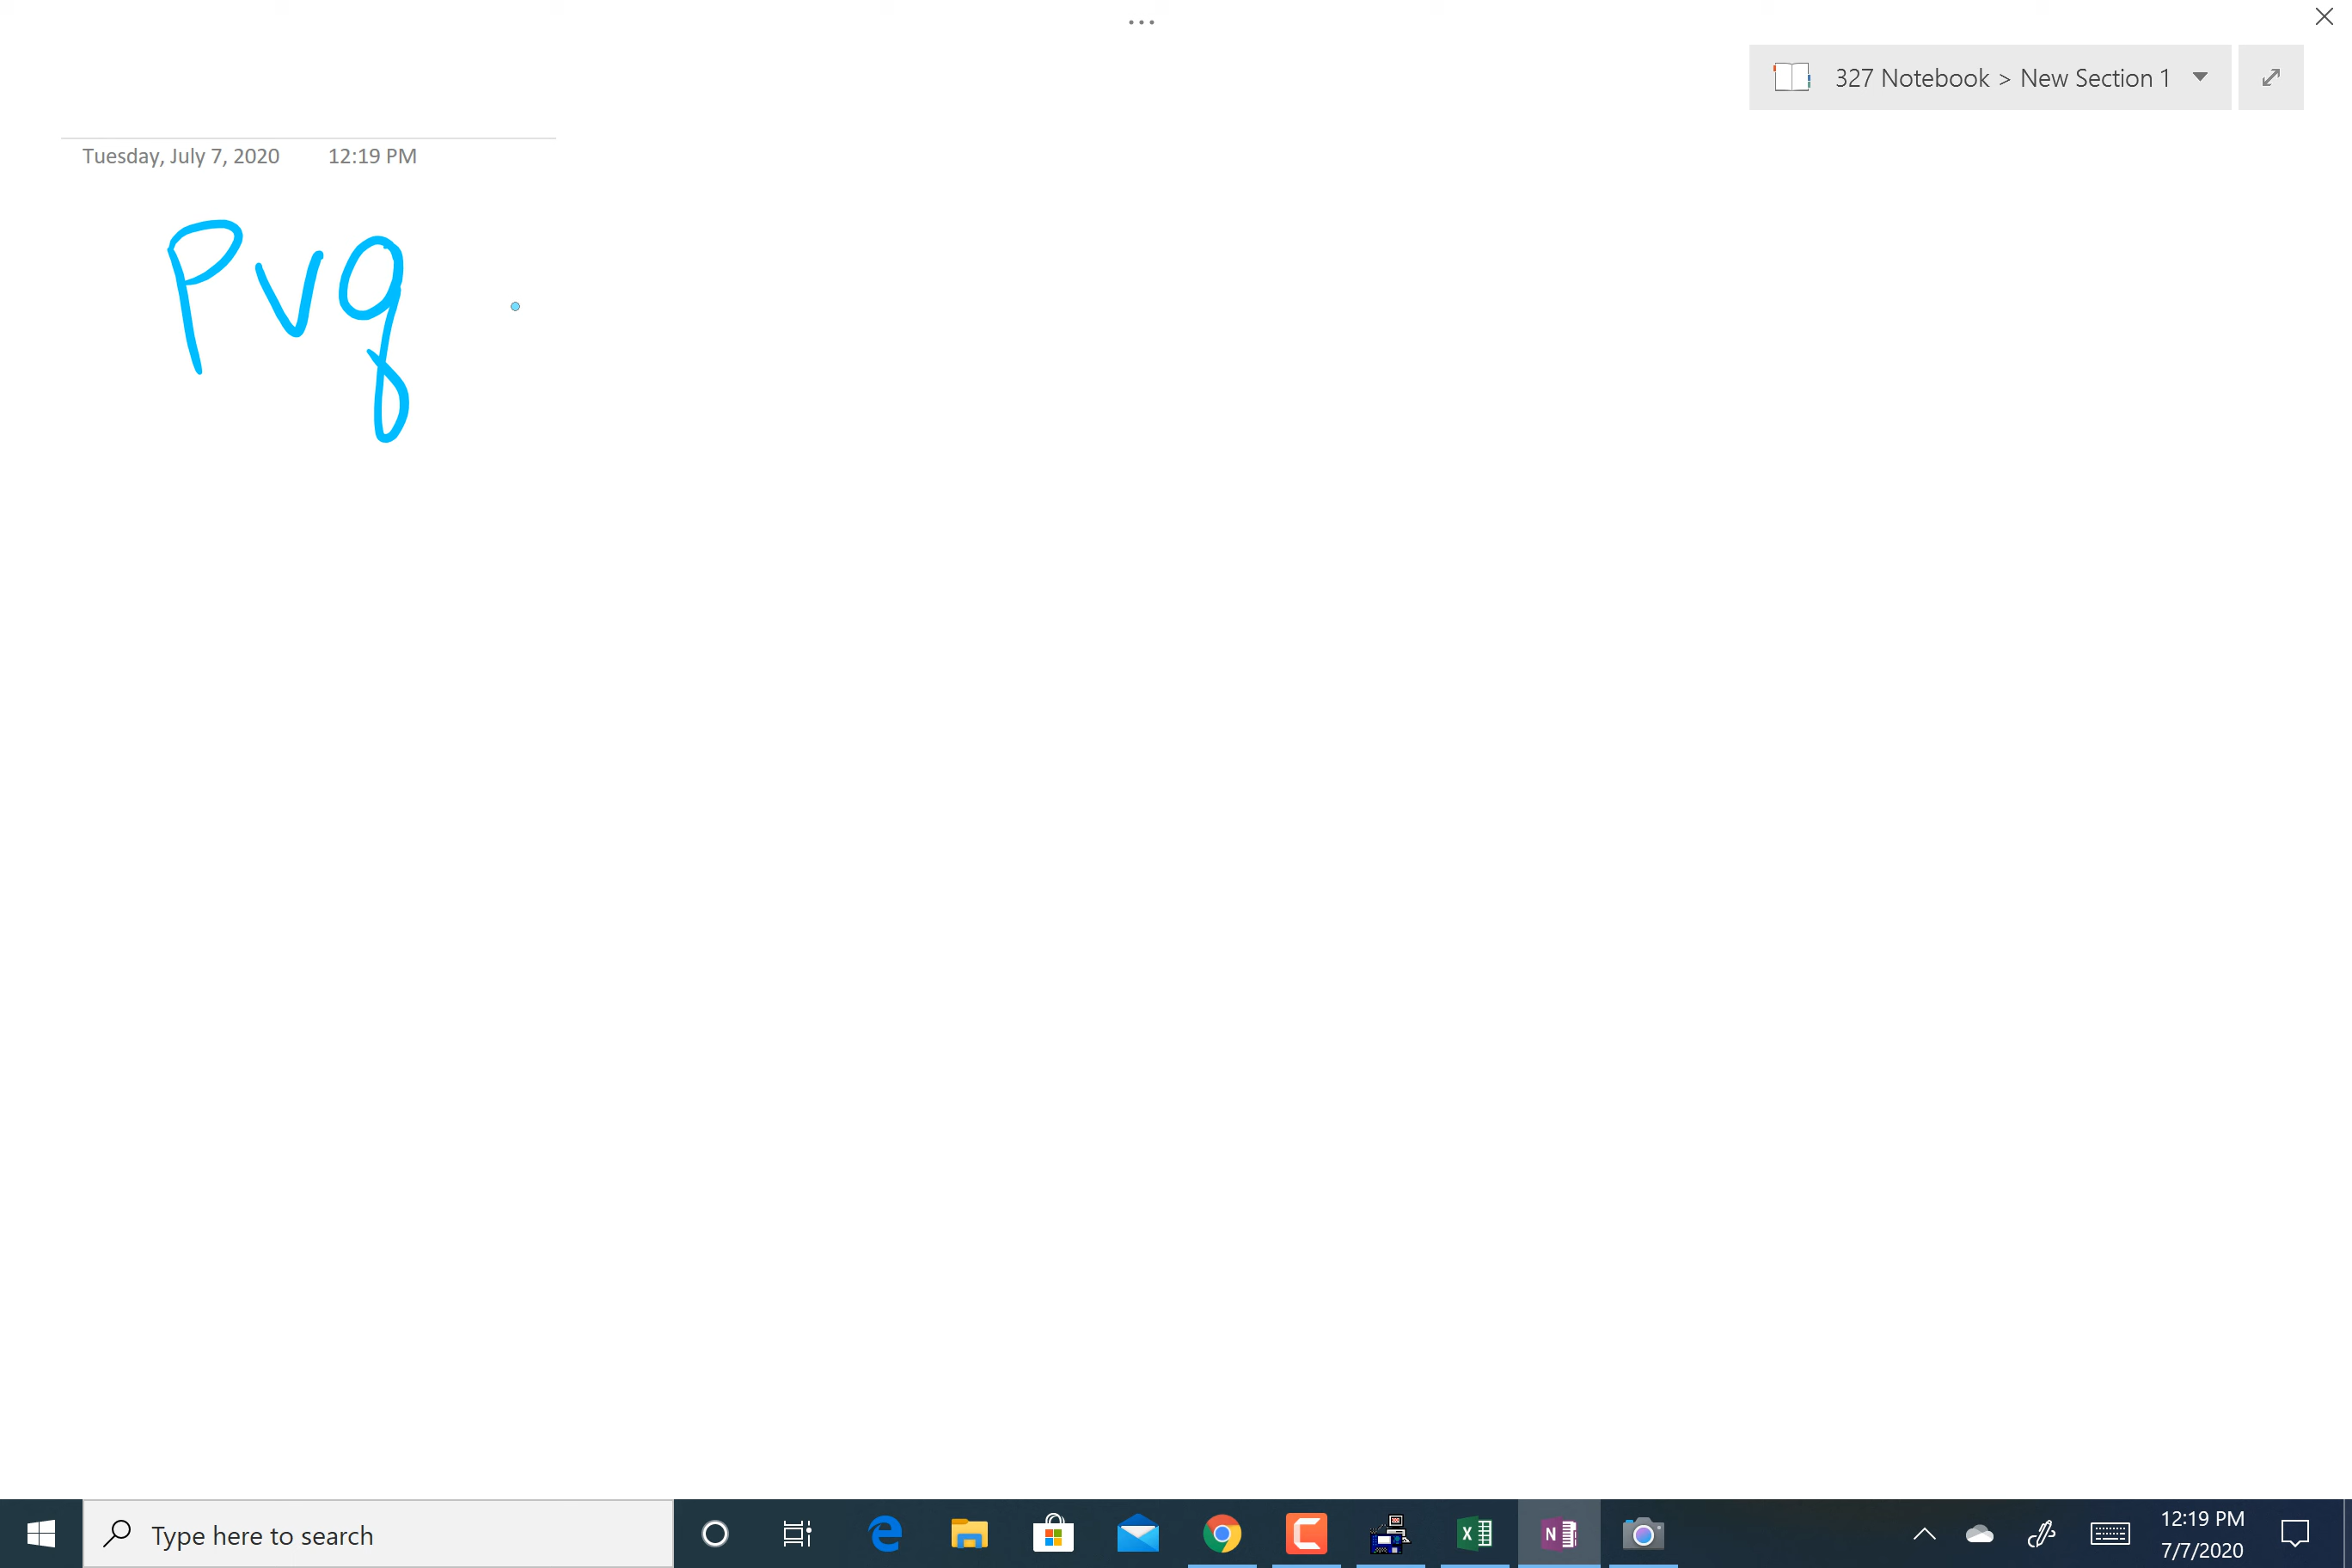 ...
327 Notebook > New Section 1
Tuesday, July 7, 2020 12:19 PM
Pvq
Type here to search
12:19 PM
7/7/2020